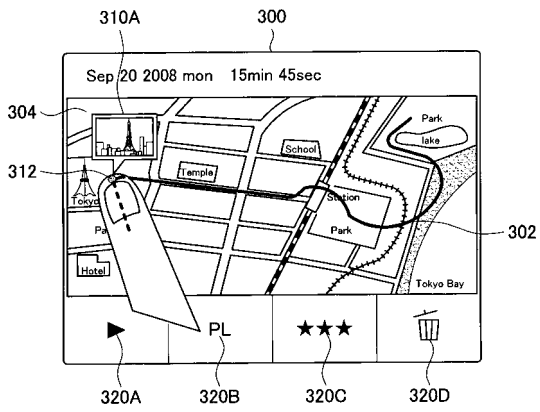 310A
300
Sep 20 2008 mon 15min 45sec
304
Park
lake
School
312
Temple
Tokyo
Station
Pa
Park
302
Hotel
Tokyo Bay
PL
★★★
320A
320B
320C
320D